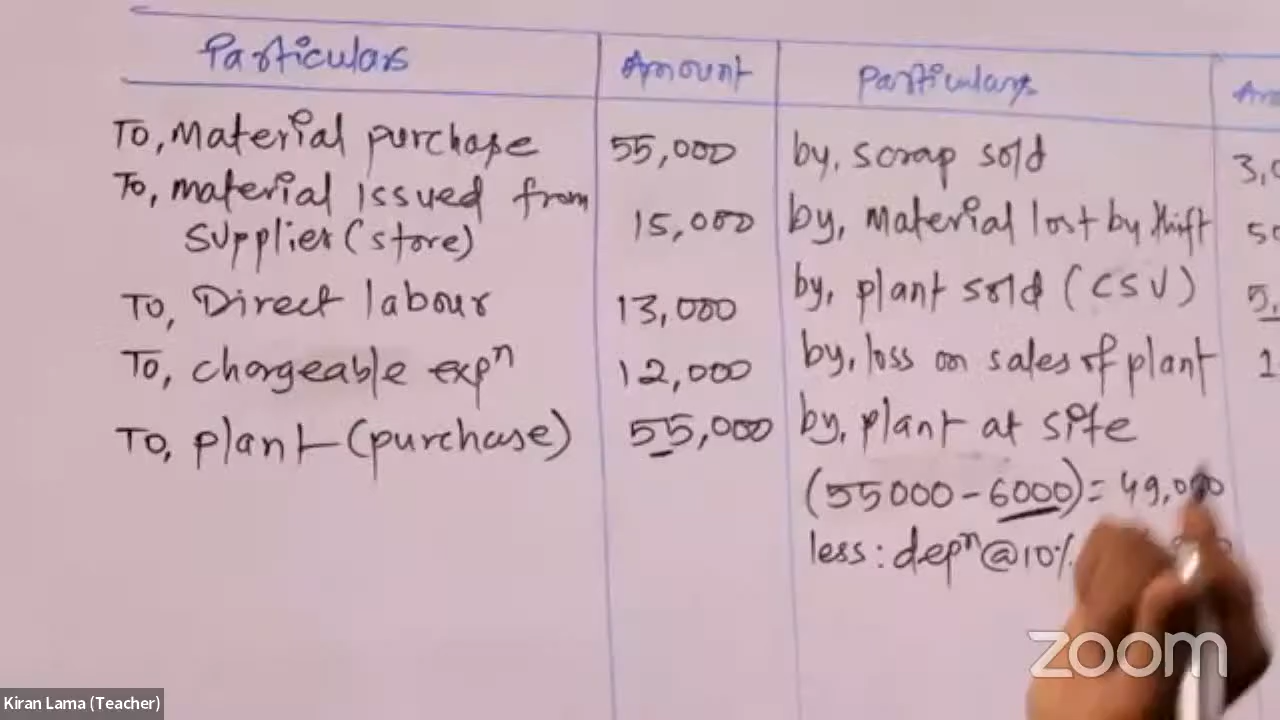 Particulars Amount Particulars
To, Material purchase 55,000 by, scrap sold
To, material issued from
supplier (store) 15,000 by, Material lost by thift
To, Direct labour 13,000 by, plant sold (CSV)
To, chargeable expⁿ 12,000 by, loss on sales of plant
To, plant (purchase) 55,000 by, plant at site
(55000 - 6000) = 49,000
less: depⁿ @ 10%
zoom
Kiran Lama (Teacher)